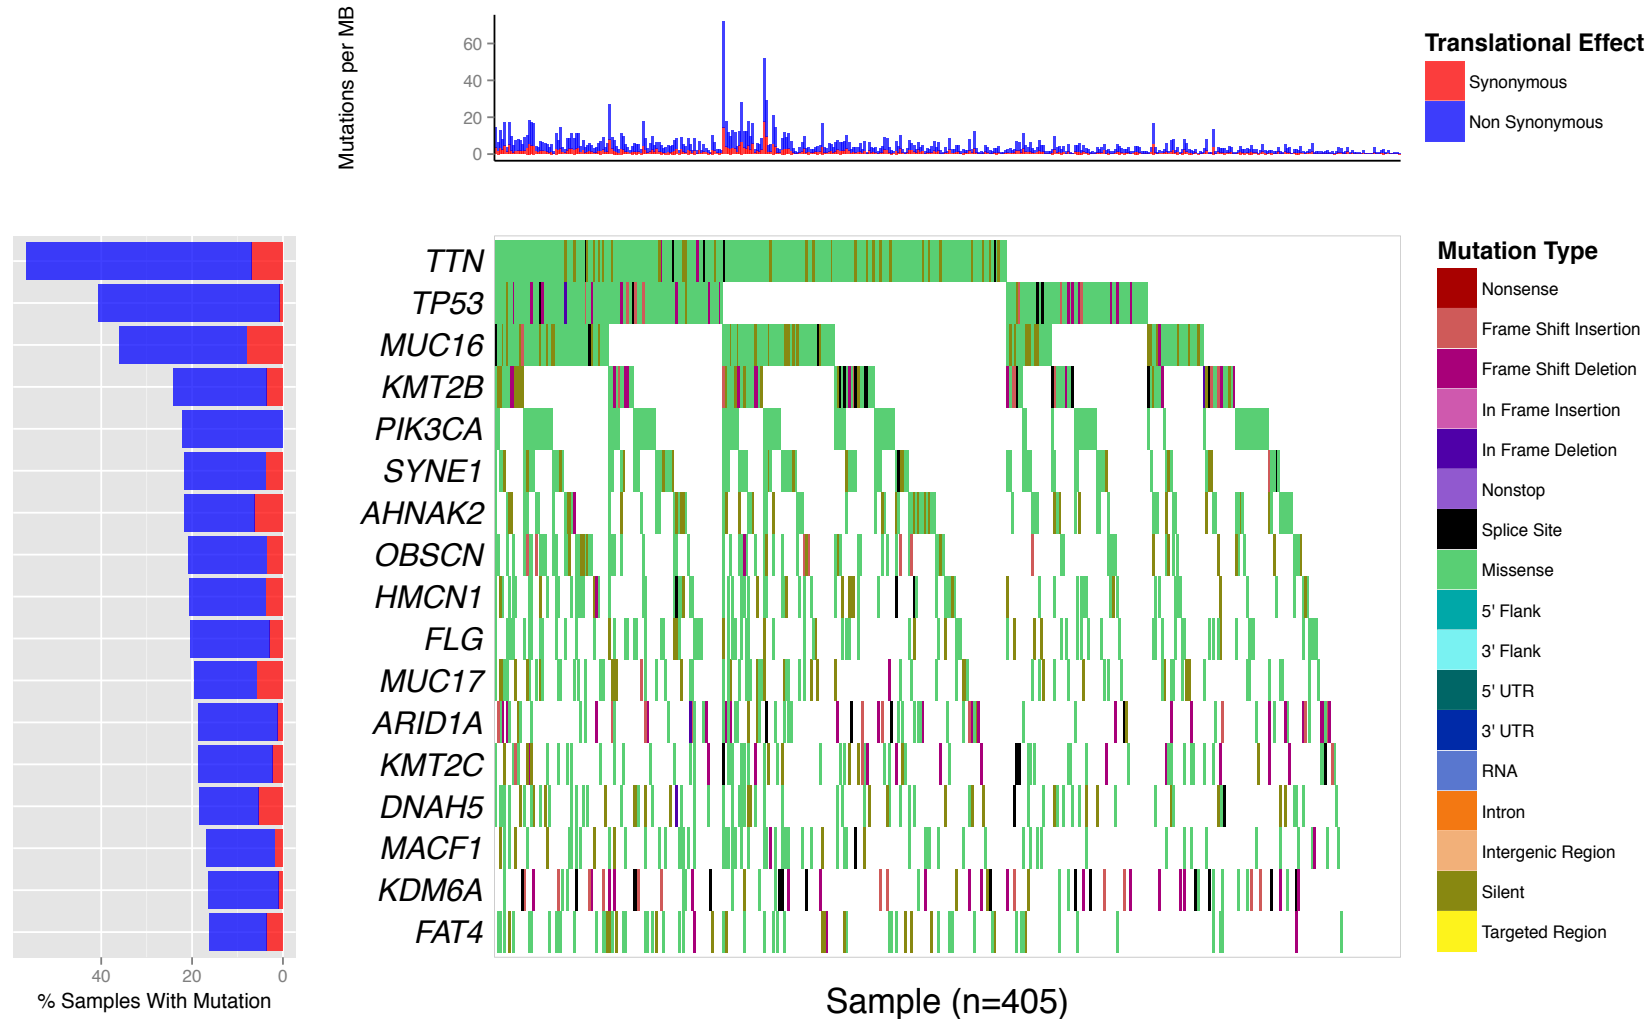 Mutations per MB
60
40
20
0
Translational Effect
Synonymous
Non Synonymous
TTN
TP53
MUC16
KMT2B
PIK3CA
SYNE1
AHNAK2
OBSCN
HMCN1
FLG
MUC17
ARID1A
KMT2C
DNAH5
MACF1
KDM6A
FAT4
40 20 0
% Samples With Mutation
Sample (n=405)
Mutation Type
Nonsense
Frame Shift Insertion
Frame Shift Deletion
In Frame Insertion
In Frame Deletion
Nonstop
Splice Site
Missense
5' Flank
3' Flank
5' UTR
3' UTR
RNA
Intron
Intergenic Region
Silent
Targeted Region